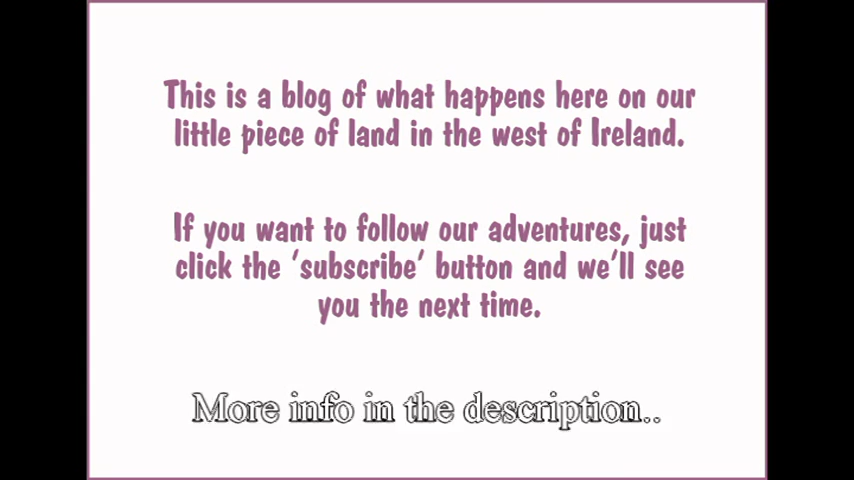 This is a blog of what happens here on our
little piece of land in the west of Ireland.
If you want to follow our adventures, just
click the ‘subscribe’ button and we’ll see
you the next time.
More info in the description..